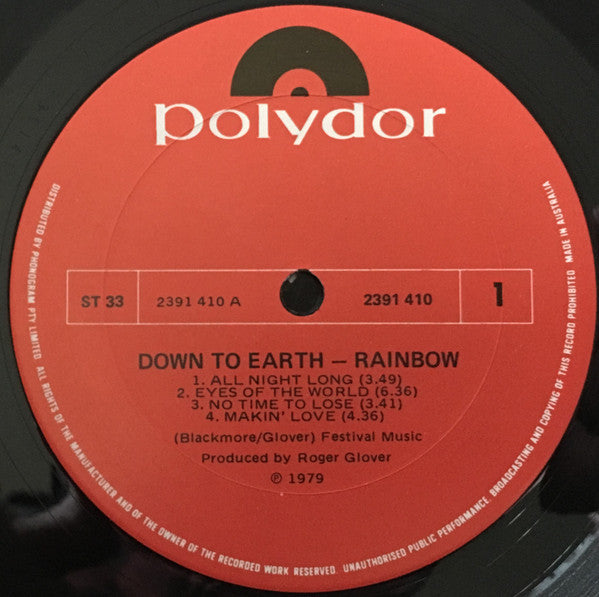 polydor
ST 33
2391 410 A
2391 410
1
DOWN TO EARTH – RAINBOW
1. ALL NIGHT LONG (3.49)
2. EYES OF THE WORLD (6.36)
3. NO TIME TO LOSE (3.41)
4. MAKIN' LOVE (4.36)
(Blackmore/Glover) Festival Music
Produced by Roger Glover
℗ 1979
DISTRIBUTED BY PHONOGRAM PTY LIMITED. ALL RIGHTS OF THE MANUFACTURER AND OF THE OWNER OF THE RECORDED WORK RESERVED. UNAUTHORISED PUBLIC PERFORMANCE, BROADCASTING AND COPYING OF THIS RECORD PROHIBITED. MADE IN AUSTRALIA